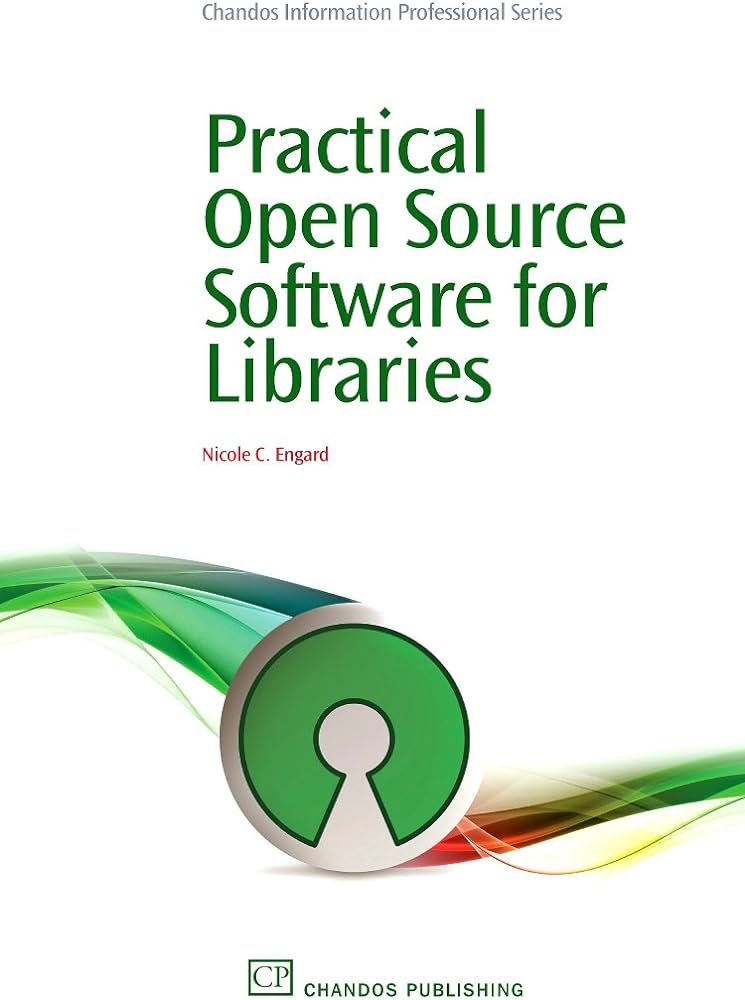 Chandos Information Professional Series
Practical
Open Source
Software for
Libraries
Nicole C. Engard
CP
CHANDOS PUBLISHING